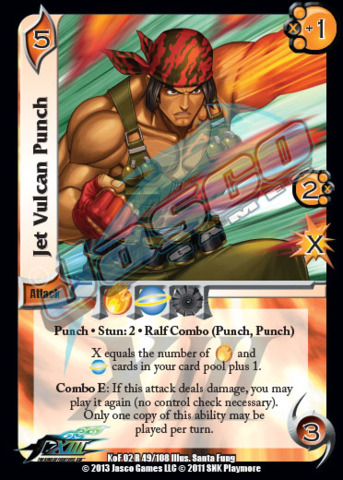 5
+1
Jet Vulcan Punch
JASCO
GAMES
2
X
Attack
Punch • Stun: 2 • Ralf Combo (Punch, Punch)
X equals the number of and
cards in your card pool plus 1.
Combo E: If this attack deals damage, you may
play it again (no control check necessary).
Only one copy of this ability may be
played per turn.
XIII
3
KoF 02 R 49/108 Illus. Santa Fung
© 2013 Jasco Games LLC © 2011 SNK Playmore